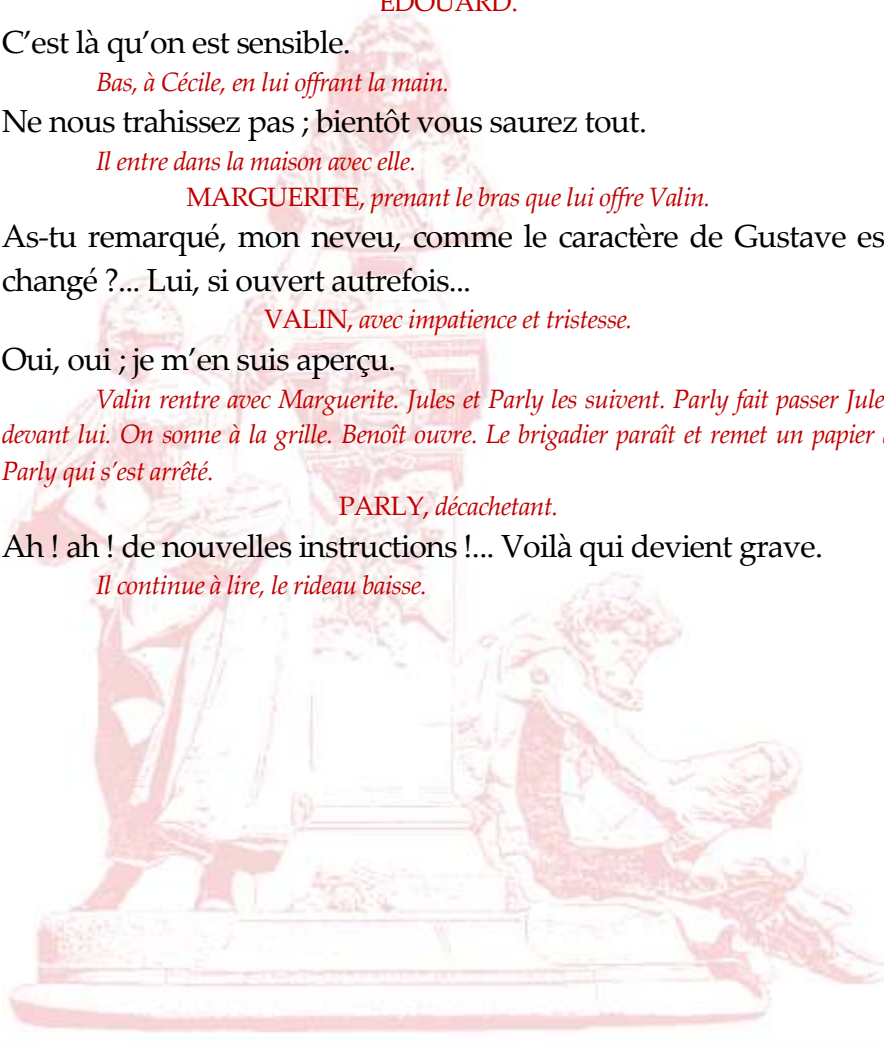 ÉDOUARD.
C’est là qu’on est sensible.
Bas, à Cécile, en lui offrant la main.
Ne nous trahissez pas ; bientôt vous saurez tout.
Il entre dans la maison avec elle.
MARGUERITE, prenant le bras que lui offre Valin.
As-tu remarqué, mon neveu, comme le caractère de Gustave es
changé ?... Lui, si ouvert autrefois...
VALIN, avec impatience et tristesse.
Oui, oui ; je m’en suis aperçu.
Valin rentre avec Marguerite. Jules et Parly les suivent. Parly fait passer Jule
devant lui. On sonne à la grille. Benoît ouvre. Le brigadier paraît et remet un papier
Parly qui s’est arrêté.
PARLY, décachetant.
Ah ! ah ! de nouvelles instructions !... Voilà qui devient grave.
Il continue à lire, le rideau baisse.